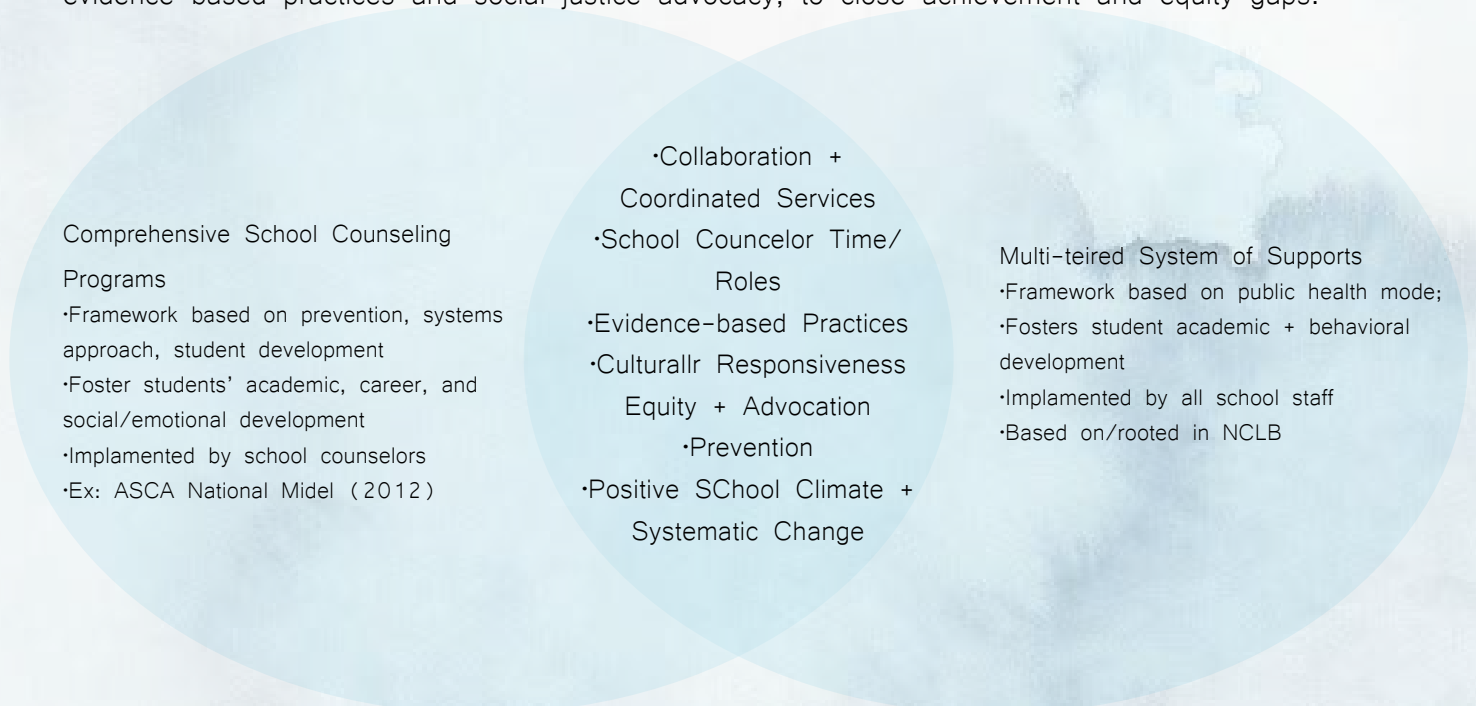 evidence-based practices and social justice advocacy, to close achievement and equity gaps.
Comprehensive School Counseling
Programs
·Framework based on prevention, systems
approach, student development
·Foster students’ academic, career, and
social/emotional development
·Implamented by school counselors
·Ex: ASCA National Midel (2012)
·Collaboration +
Coordinated Services
·School Councelor Time/
Roles
·Evidence-based Practices
·Culturallr Responsiveness
Equity + Advocation
·Prevention
·Positive SChool Climate +
Systematic Change
Multi-teired System of Supports
·Framework based on public health mode;
·Fosters student academic + behavioral
development
·Implamented by all school staff
·Based on/rooted in NCLB